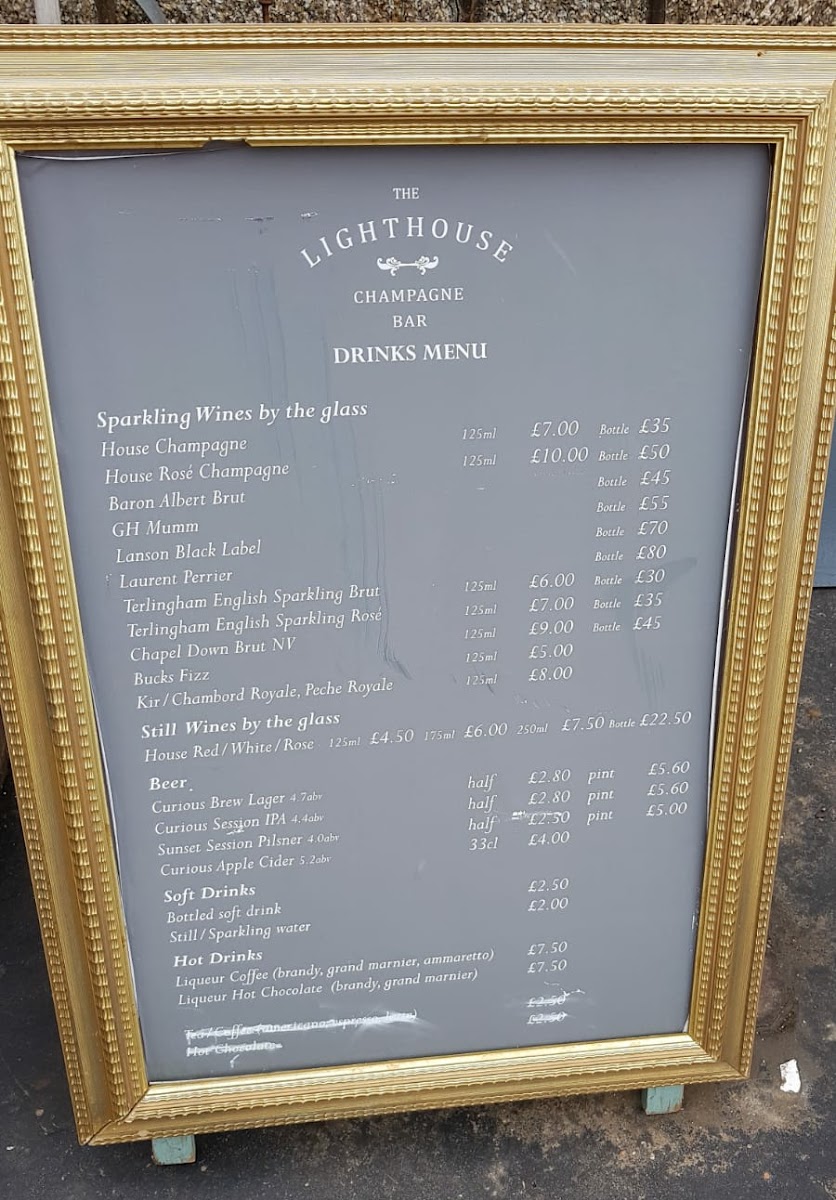 THE
LIGHTHOUSE
CHAMPAGNE
BAR
DRINKS MENU
Sparkling Wines by the glass
House Champagne 125ml £7.00 Bottle £35
House Rosé Champagne 125ml £10.00 Bottle £50
Baron Albert Brut Bottle £45
GH Mumm Bottle £55
Lanson Black Label Bottle £70
Laurent Perrier Bottle £80
Terlingham English Sparkling Brut 125ml £6.00 Bottle £30
Terlingham English Sparkling Rosé 125ml £7.00 Bottle £35
Chapel Down Brut NV 125ml £9.00 Bottle £45
Bucks Fizz 125ml £5.00
Kir / Chambord Royale, Peche Royale 125ml £8.00
Still Wines by the glass
House Red / White / Rose 125ml £4.50 175ml £6.00 250ml £7.50 Bottle £22.50
Beer
Curious Brew Lager 4.7abv half £2.80 pint £5.60
Curious Session IPA 4.4abv half £2.80 pint £5.60
Sunset Session Pilsner 4.0abv half £2.50 pint £5.00
Curious Apple Cider 5.2abv 33cl £4.00
Soft Drinks
Bottled soft drink £2.50
Still / Sparkling water £2.00
Hot Drinks
Liqueur Coffee (brandy, grand marnier, ammaretto) £7.50
Liqueur Hot Chocolate (brandy, grand marnier) £7.50
Tea / Coffee (americano, espresso, £2.50
Hot Chocolate £2.50